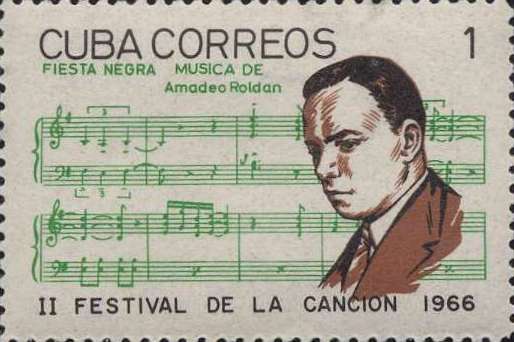 CUBA CORREOS 1
FIESTA NEGRA MUSICA DE
Amadeo Roldan
II FESTIVAL DE LA CANCION 1966